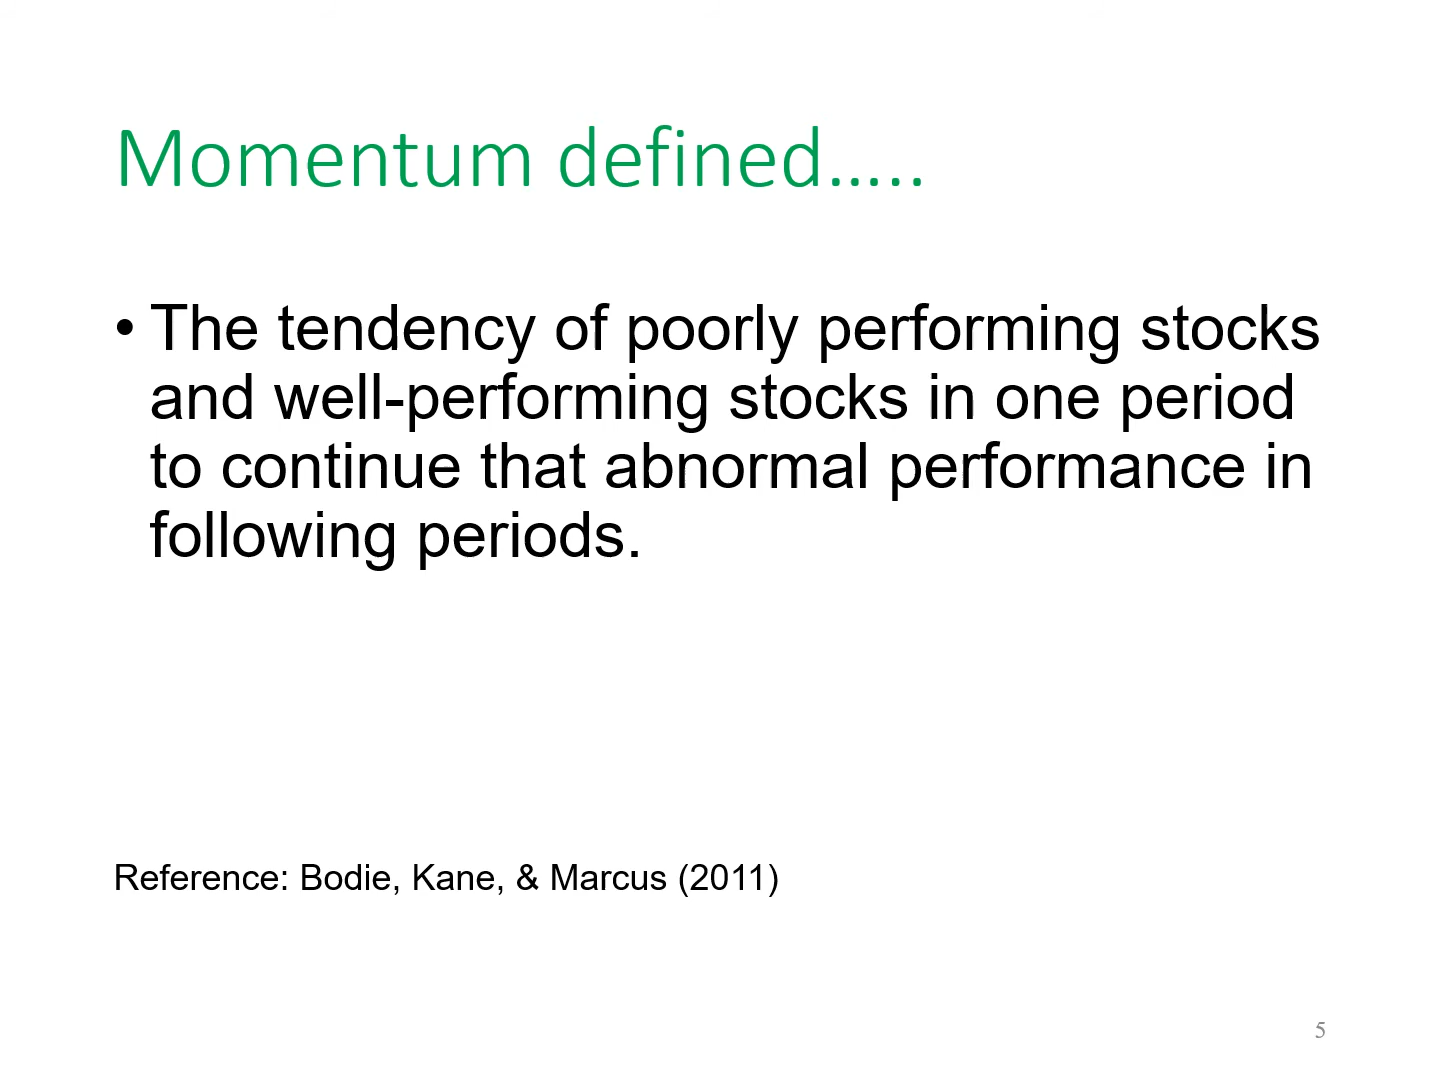 Momentum defined…..
• The tendency of poorly performing stocks
and well-performing stocks in one period
to continue that abnormal performance in
following periods.
Reference: Bodie, Kane, & Marcus (2011)
5